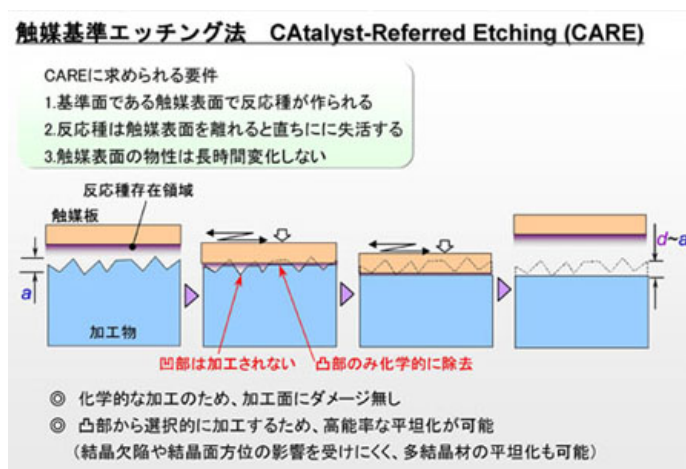 触媒基準エッチング法 CAtalyst-Referred Etching (CARE)
CAREに求められる要件
1.基準面である触媒表面で反応種が作られる
2.反応種は触媒表面を離れると直ちにに失活する
3.触媒表面の物性は長時間変化しない
反応種存在領域
触媒板
d~a
a
加工物
凹部は加工されない
凸部のみ化学的に除去
◎ 化学的な加工のため、加工面にダメージ無し
◎ 凸部から選択的に加工するため、高能率な平坦化が可能
(結晶欠陥や結晶面方位の影響を受けにくく、多結晶材の平坦化も可能)